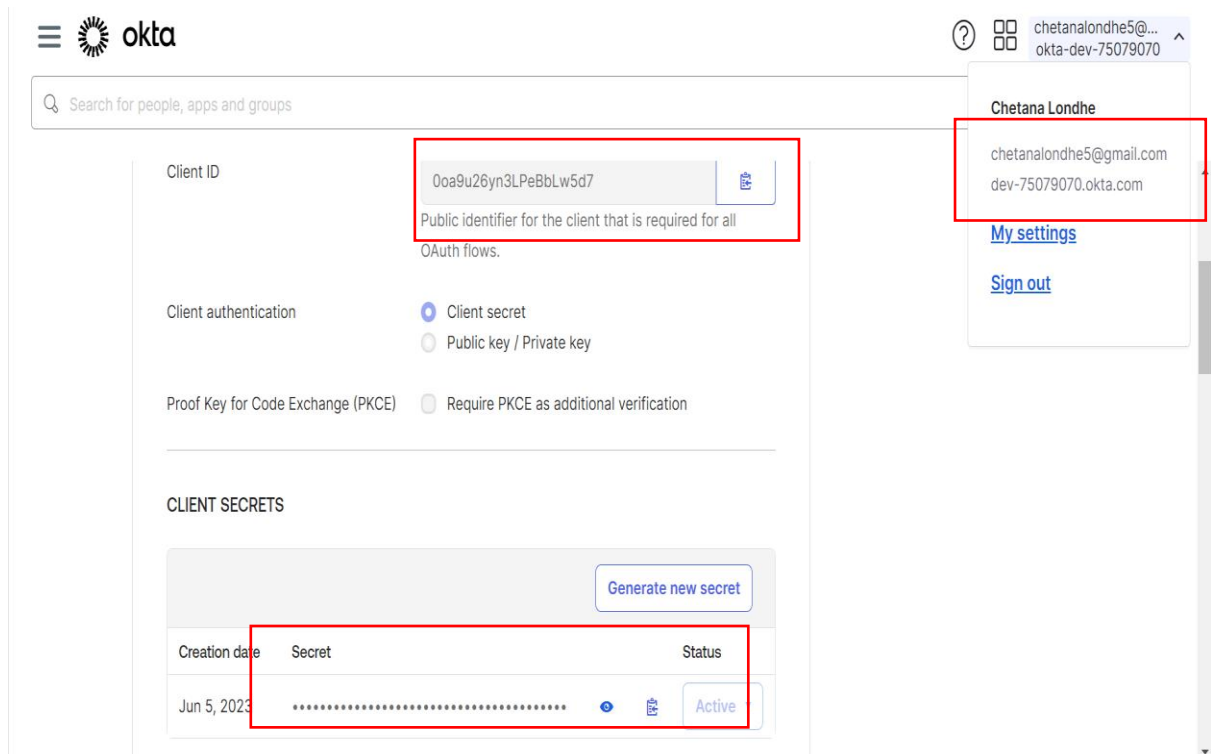 okta
chetanalondhe5@...
okta-dev-75079070
Search for people, apps and groups
Chetana Londhe
chetanalondhe5@gmail.com
dev-75079070.okta.com
My settings
Sign out
Client ID
0oa9u26yn3LPeBbLw5d7
Public identifier for the client that is required for all
OAuth flows.
Client authentication
Client secret
Public key / Private key
Proof Key for Code Exchange (PKCE)
Require PKCE as additional verification
CLIENT SECRETS
Generate new secret
Creation date Secret Status
Jun 5, 2023 •••••••••••••••••••••••••••••••••••••••• Active